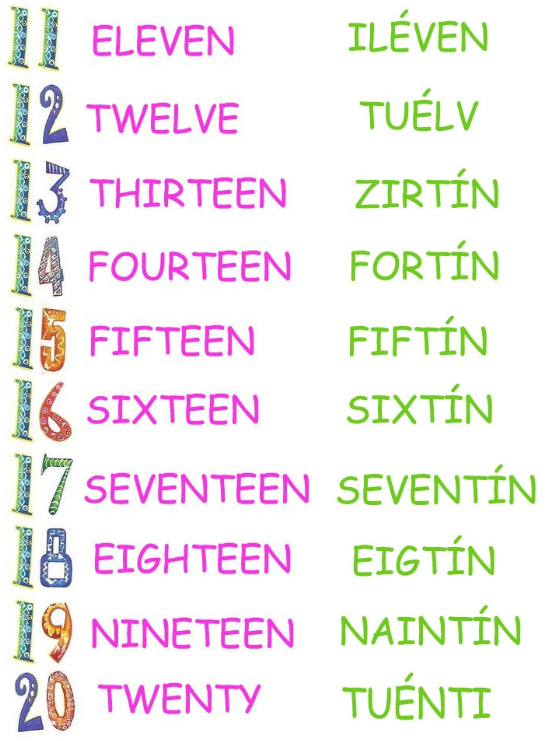 11 ELEVEN ILÉVEN
12 TWELVE TUÉLV
13 THIRTEEN ZIRTÍN
14 FOURTEEN FORTÍN
15 FIFTEEN FIFTÍN
16 SIXTEEN SIXTÍN
17 SEVENTEEN SEVENTÍN
18 EIGHTEEN EIGTÍN
19 NINETEEN NAINTÍN
20 TWENTY TUÉNTI